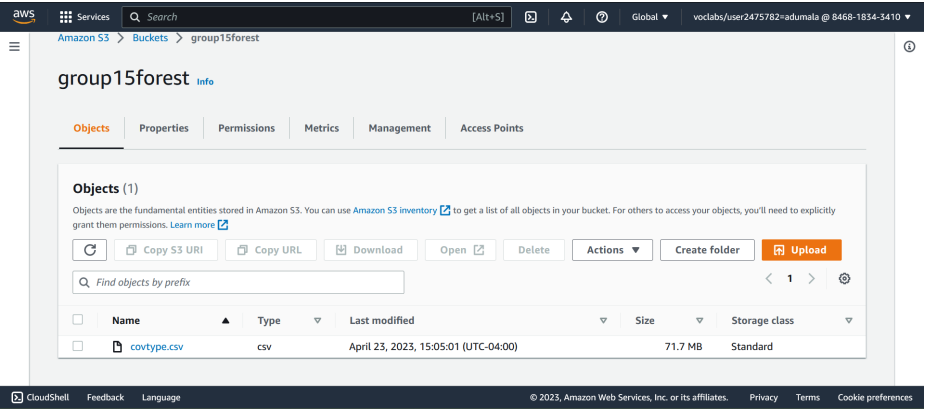 aws Services Search [Alt+S] Global ▼ voclabs/user2475782=adumala @ 8468-1834-3410 ▼
Amazon S3 > Buckets > group15forest
group15forest Info
Objects Properties Permissions Metrics Management Access Points
Objects (1)
Objects are the fundamental entities stored in Amazon S3. You can use Amazon S3 inventory to get a list of all objects in your bucket. For others to access your objects, you'll need to explicitly
grant them permissions. Learn more
Copy S3 URI Copy URL Download Open Delete Actions ▼ Create folder Upload
Find objects by prefix < 1 >
Name ▲ Type ▽ Last modified ▽ Size ▽ Storage class ▽
covtype.csv csv April 23, 2023, 15:05:01 (UTC-04:00) 71.7 MB Standard
CloudShell Feedback Language © 2023, Amazon Web Services, Inc. or its affiliates. Privacy Terms Cookie preferences